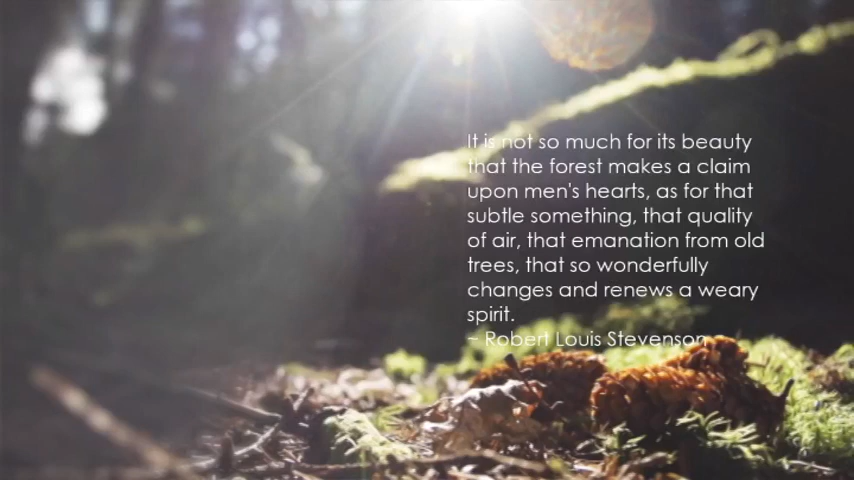 It is not so much for its beauty
that the forest makes a claim
upon men's hearts, as for that
subtle something, that quality
of air, that emanation from old
trees, that so wonderfully
changes and renews a weary
spirit.
~ Robert Louis Stevenson